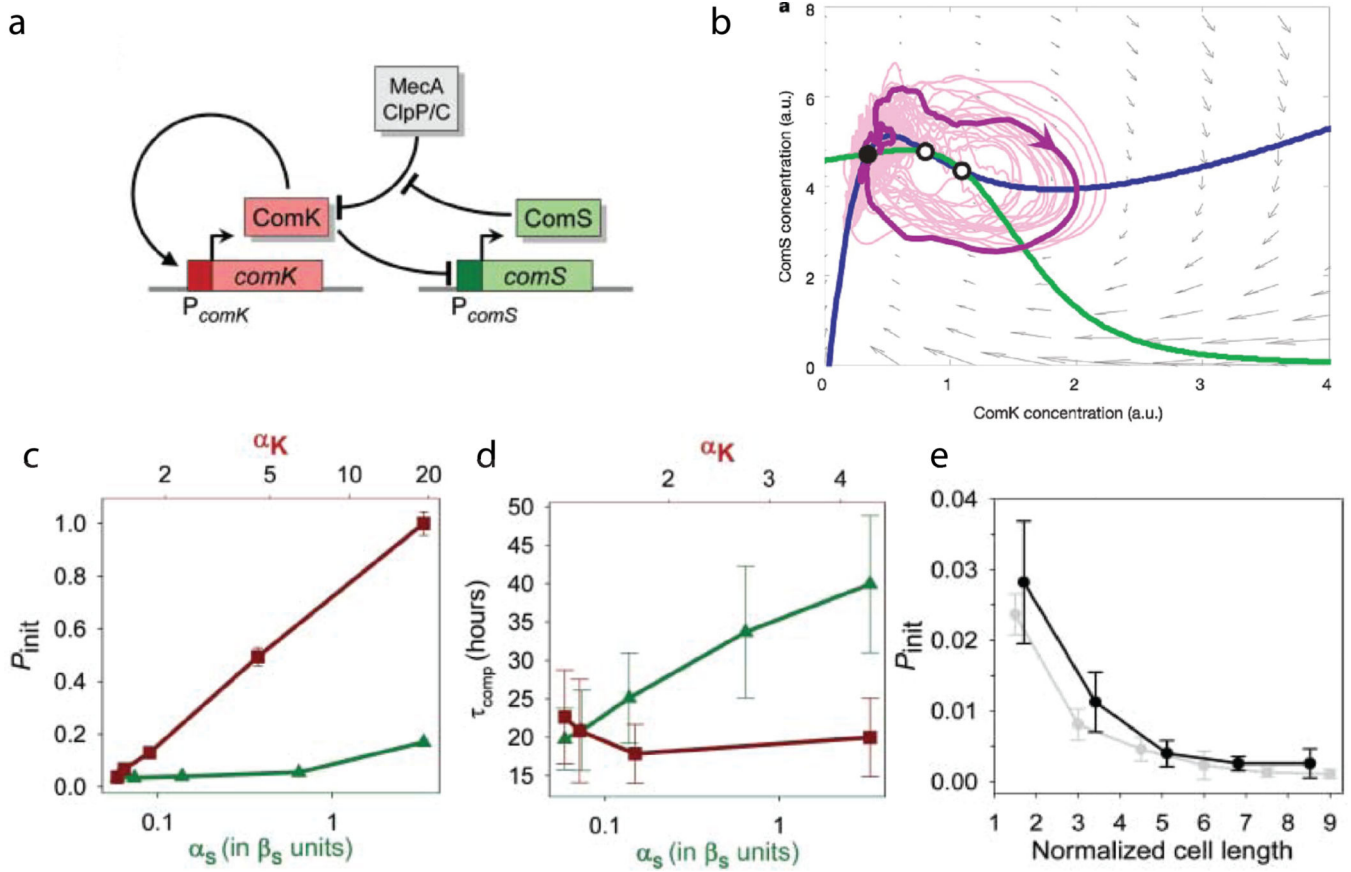 a
MecA
ClpP/C
ComK
ComS
comK
comS
PcomK
PcomS
b
a
8
6
4
2
0
ComS concentration (a.u.)
0 1 2 3 4
ComK concentration (a.u.)
c
αK
2 5 10 20
1.0
0.8
0.6
0.4
0.2
0.0
Pinit
0.1 1
αs (in βs units)
d
αK
2 3 4
50
45
40
35
30
25
20
15
τcomp (hours)
0.1 1
αs (in βs units)
e
0.04
0.03
0.02
0.01
0.00
Pinit
1 2 3 4 5 6 7 8 9
Normalized cell length